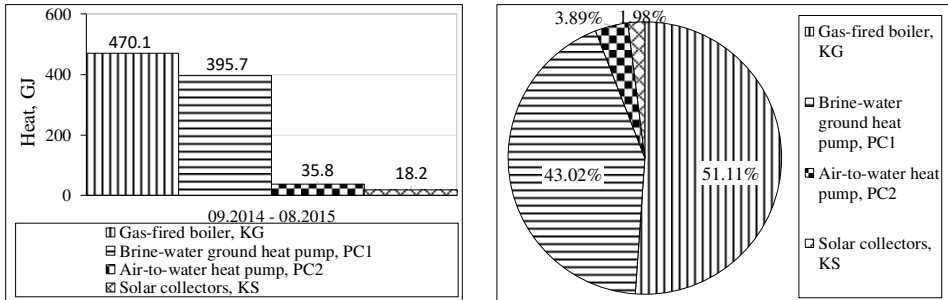 600
470.1
395.7
400
Heat, GJ
200
35.8
18.2
0
09.2014 - 08.2015
Gas-fired boiler, KG
Brine-water ground heat pump, PC1
Air-to-water heat pump, PC2
Solar collectors, KS
3.89%
1.98%
43.02%
51.11%
Gas-fired boiler,
KG
Brine-water
ground heat
pump, PC1
Air-to-water heat
pump, PC2
Solar collectors,
KS